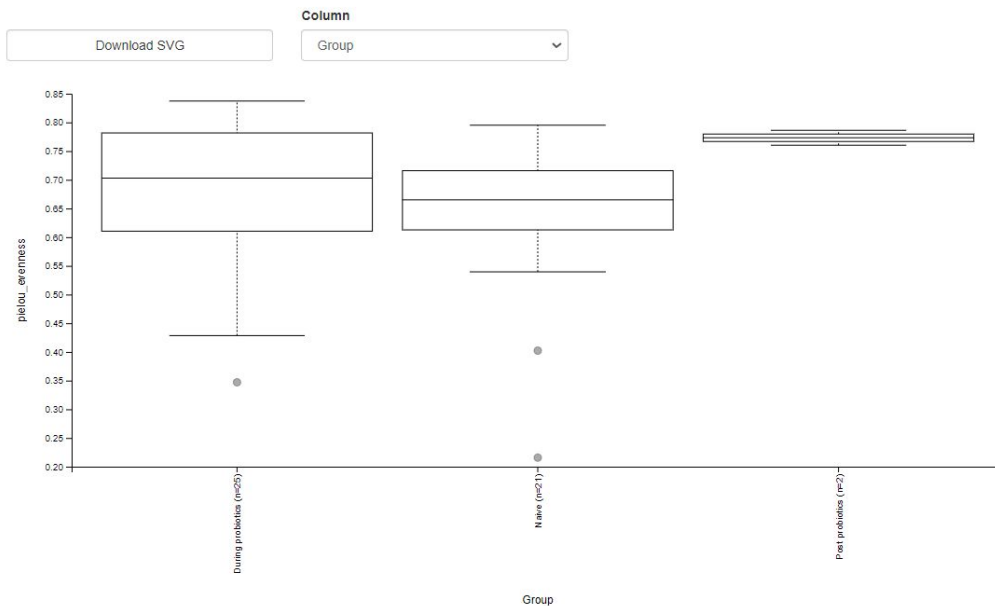 Column
Download SVG
Group
0.85
0.80
0.75
0.70
0.65
0.60
0.55
0.50
0.45
0.40
0.35
0.30
0.25
0.20
pielou_evenness
During probiotics (n=25)
Naive (n=21)
Post probiotics (n=2)
Group